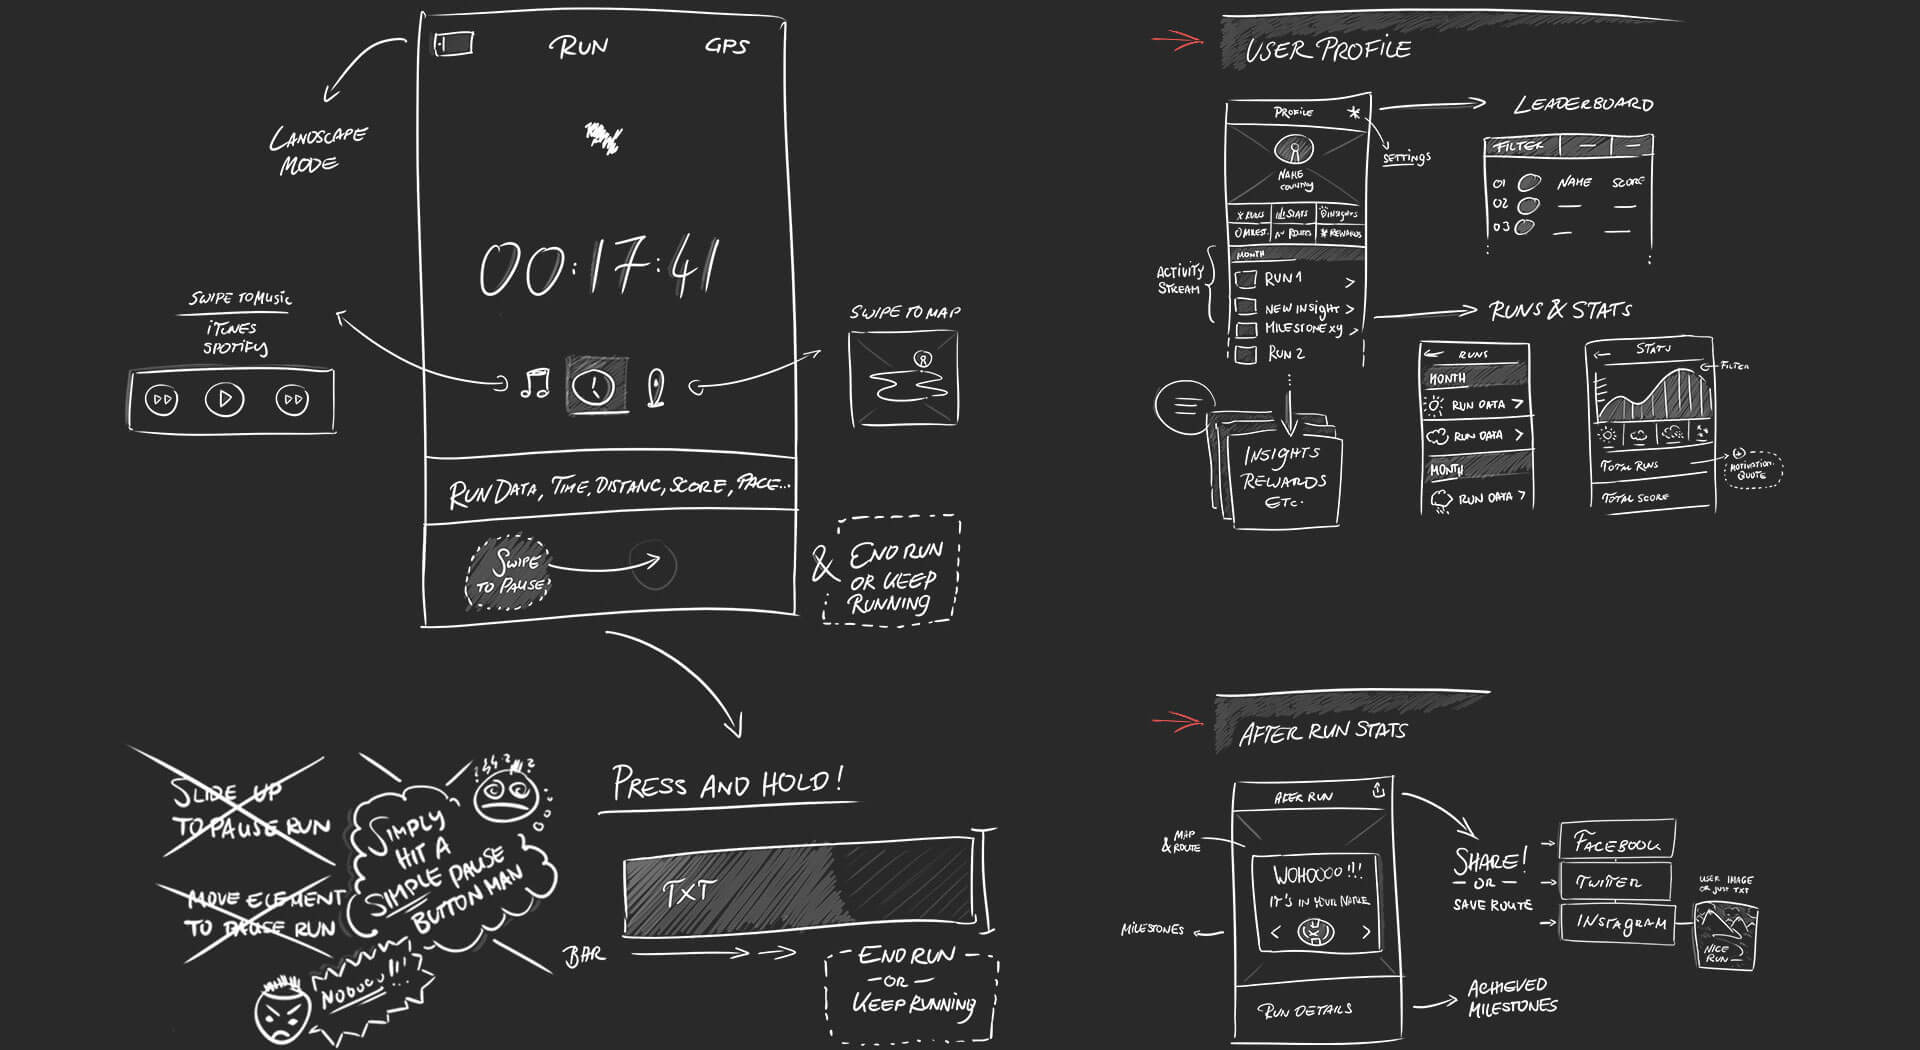 RUN
GPS
LANDSCAPE
MODE
00:17:41
SWIPE TO MUSIC
ITUNES
SPOTIFY
SWIPE TO MAP
RUN DATA, TIME, DISTANC, SCORE, PACE...
SWIPE
TO PAUSE
& END RUN
OR KEEP
RUNNING
PRESS AND HOLD!
TXT
BAR
END RUN
- OR -
KEEP RUNNING
SLIDE UP
TO PAUSE RUN
MOVE ELEMENT
TO PAUSE RUN
SIMPLY
HIT A
SIMPLE PAUSE
BUTTON MAN
NOOUCU!!!
USER PROFILE
PROFILE
SETTINGS
NAME
COUNTRY
RUNS STATS INSIGHTS
MILEST. ROUTES REWARDS
MONTH
ACTIVITY
STREAM
RUN 1 >
NEW INSIGHT >
MILESTONE XY >
RUN 2
INSIGHTS
REWARDS
ETC.
LEADERBOARD
FILTER
01 NAME SCORE
02
03
RUNS & STATS
RUNS
MONTH
RUN DATA >
RUN DATA >
MONTH
RUN DATA >
STATS
FILTER
TOTAL RUNS
TOTAL SCORE
MOTIVATION.
QUOTE
AFTER RUN STATS
AFER RUN
MAP
& ROUTE
WOHOOOO !!!
IT'S IN YOUR NATURE
< >
MILESTONES
RUN DETAILS
ACHIEVED
MILESTONES
SHARE!
- OR -
SAVE ROUTE
FACEBOOK
TWITTER
INSTAGRAM
USER IMAGE
OR JUST TXT
NICE
RUN